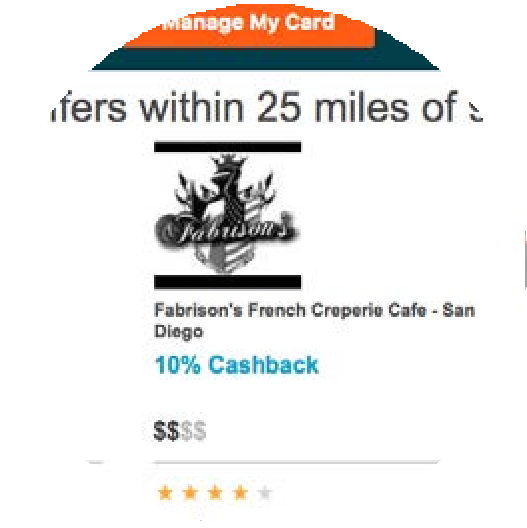 Manage My Card
fers within 25 miles of
Fabrison's
Fabrison's French Creperie Cafe - San
Diego
10% Cashback
$$$$